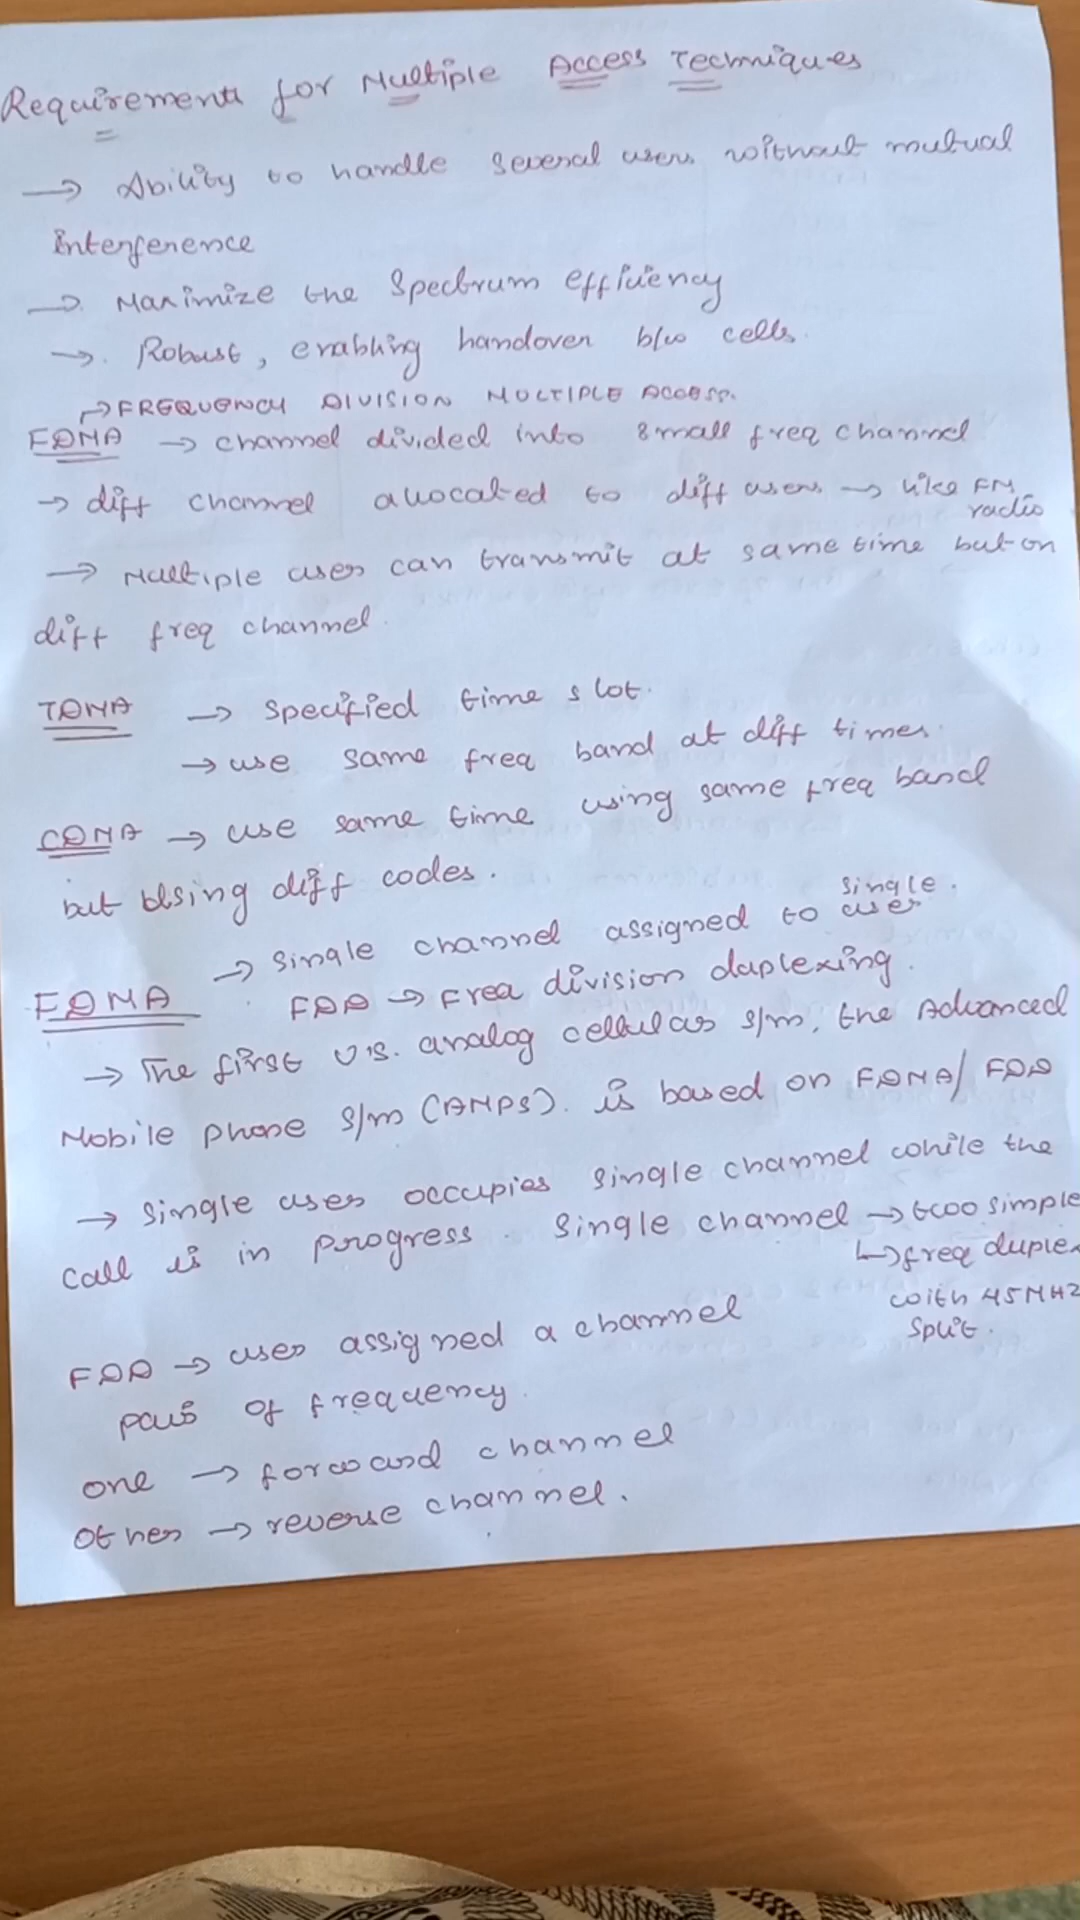 Requirements for Multiple Access Techniques
→ Ability to handle several users without mutual
interference
→ Maximize the Spectrum efficiency
→ Robust, enabling handover b/w cells.
→ FREQUENCY DIVISION MULTIPLE ACCESS.
FDMA → channel divided into small freq channel
→ diff channel allocated to diff users → like FM
radio
→ Multiple user can transmit at same time but on
diff freq channel.
TDMA → specified time slot.
→ use same freq band at diff times.
CDMA → use same time using same freq band
but using diff codes.
→ single channel assigned to single user.
FDMA
FDD → Freq division duplexing.
→ The first U.S. analog cellular s/m, the Advanced
Mobile phone s/m (AMPS). is based on FDMA/FDD
→ single user occupies single channel while the
call is in progress. Single channel → two simple
↳ freq duplex
with 45MHz
split.
FDD → user assigned a channel
pair of frequency.
one → forward channel
other → reverse channel.